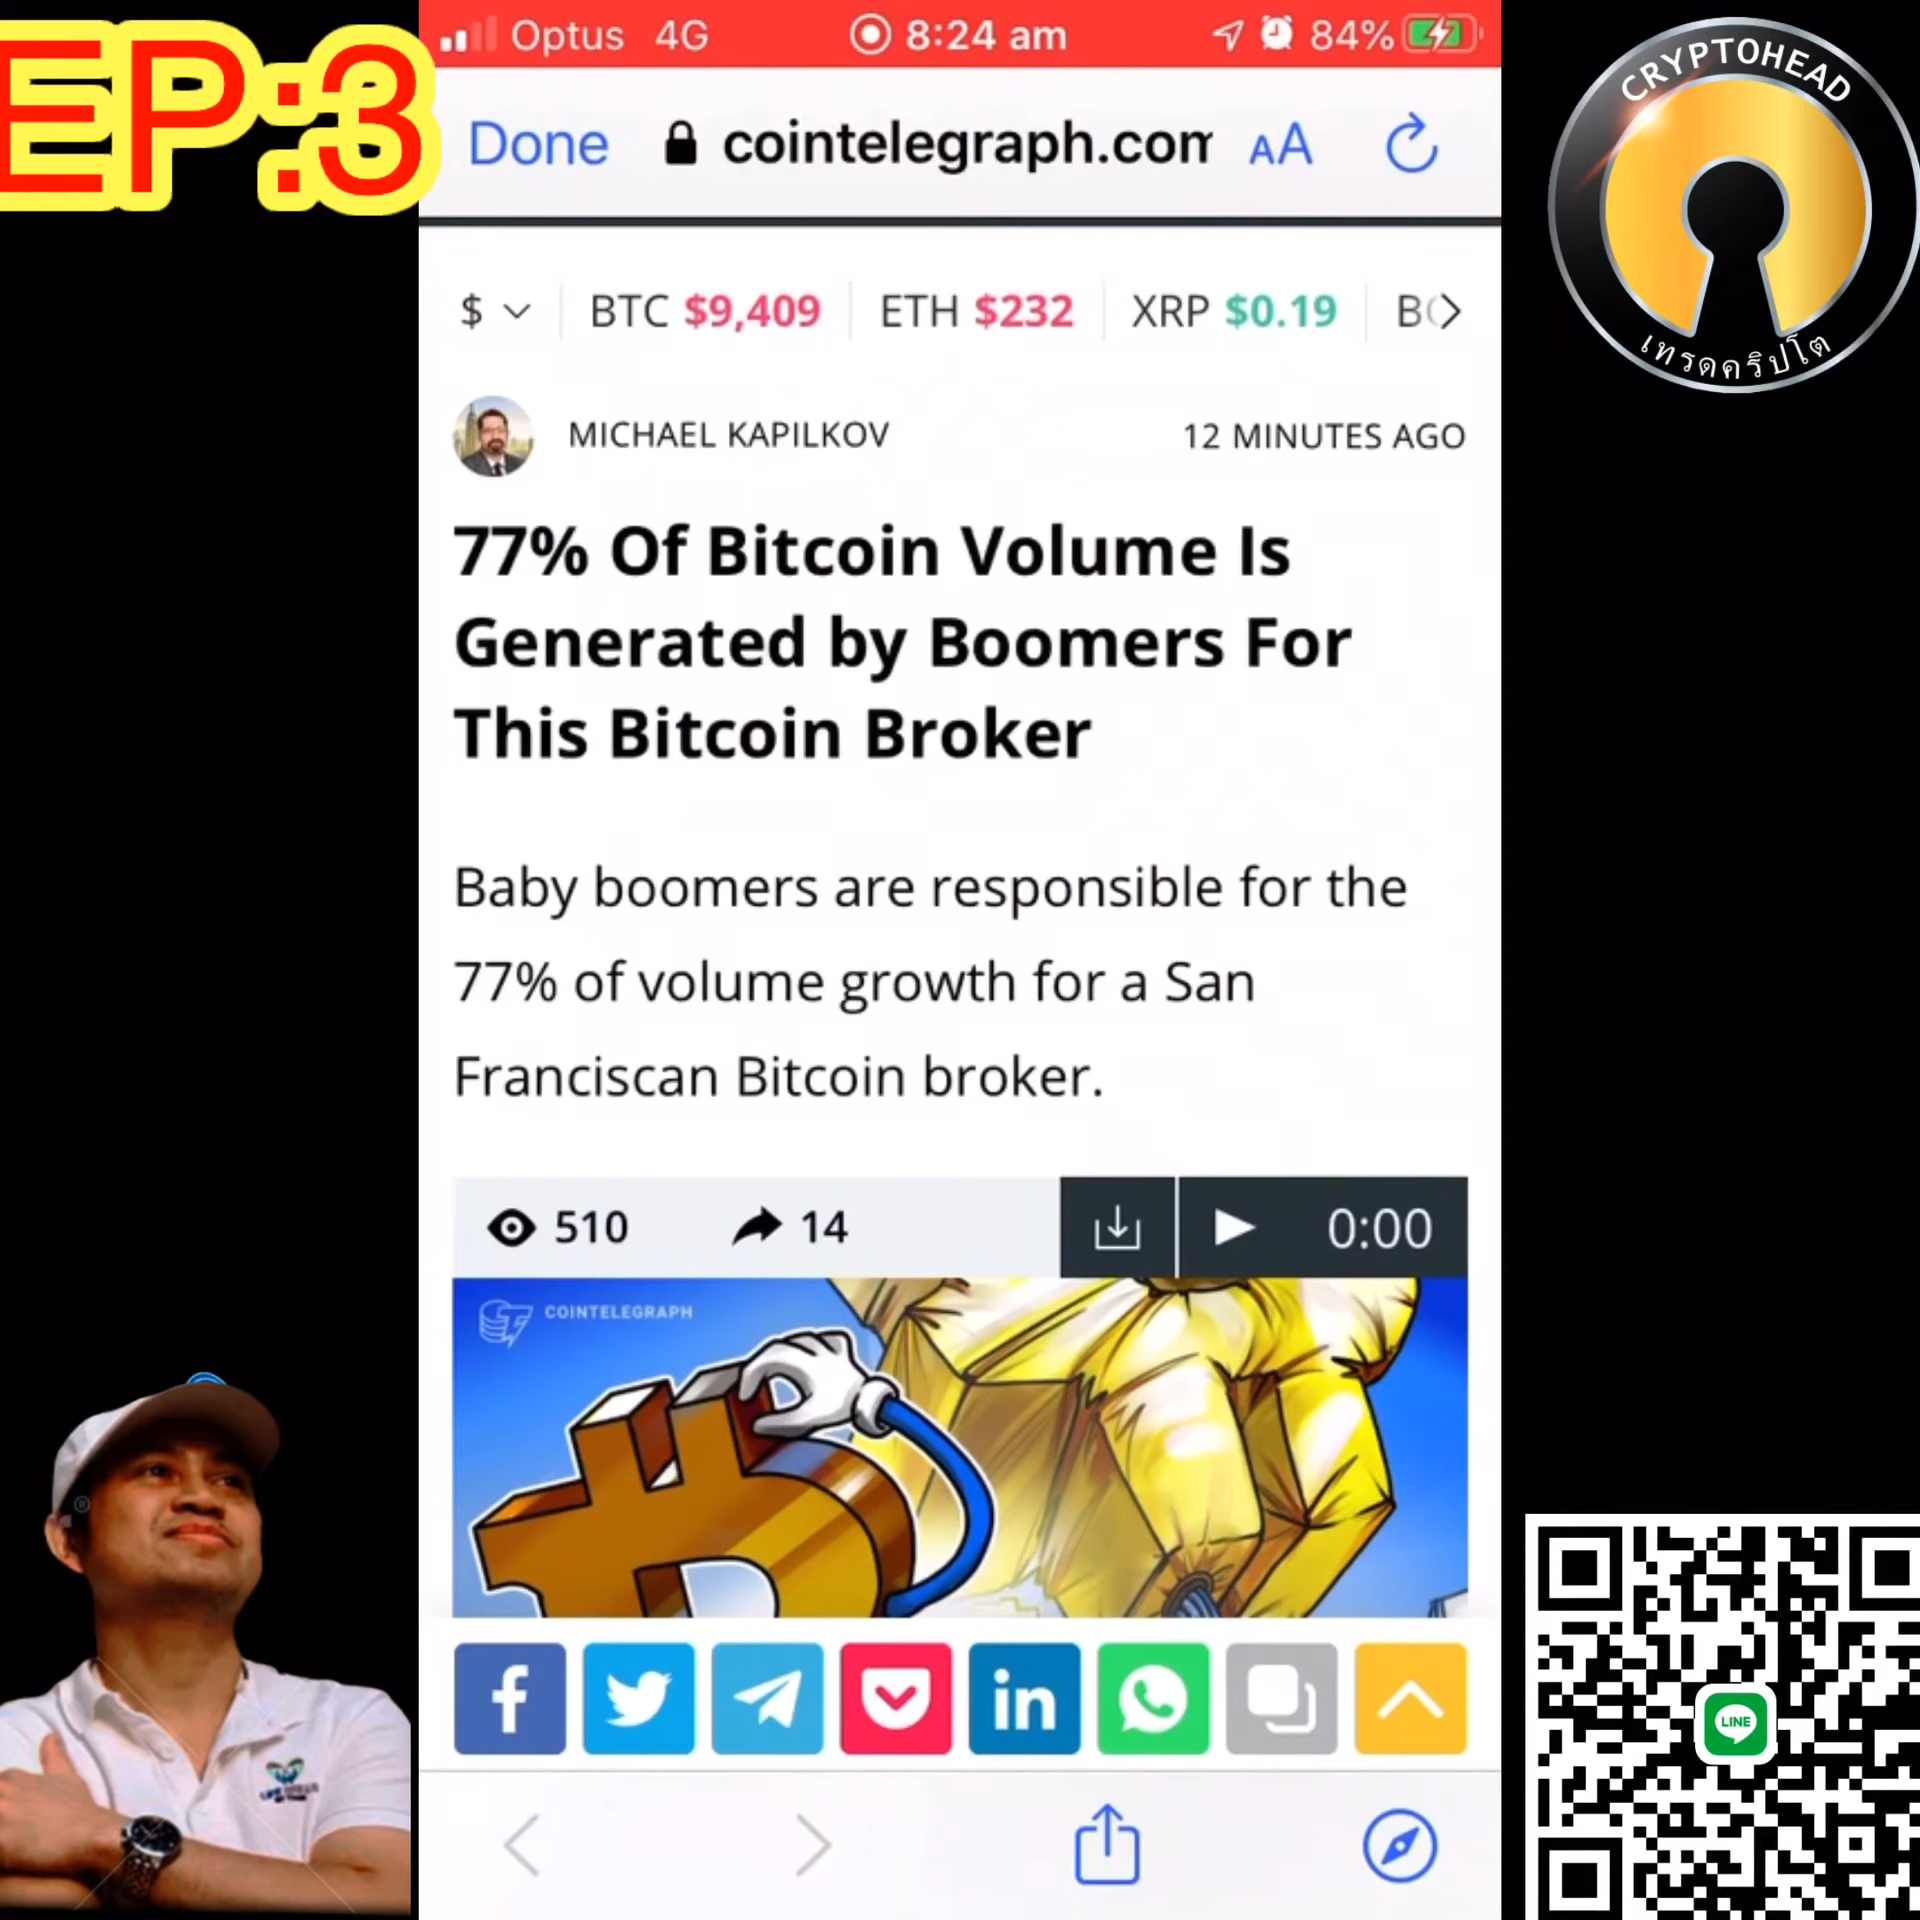 EP:3
Optus 4G 8:24 am 84%
Done cointelegraph.com AA
$ BTC $9,409 ETH $232 XRP $0.19
MICHAEL KAPILKOV 12 MINUTES AGO
77% Of Bitcoin Volume Is
Generated by Boomers For
This Bitcoin Broker
Baby boomers are responsible for the
77% of volume growth for a San
Franciscan Bitcoin broker.
510 14 0:00
COINTELEGRAPH
CRYPTOHEAD
เทรดคริปโต
LINE